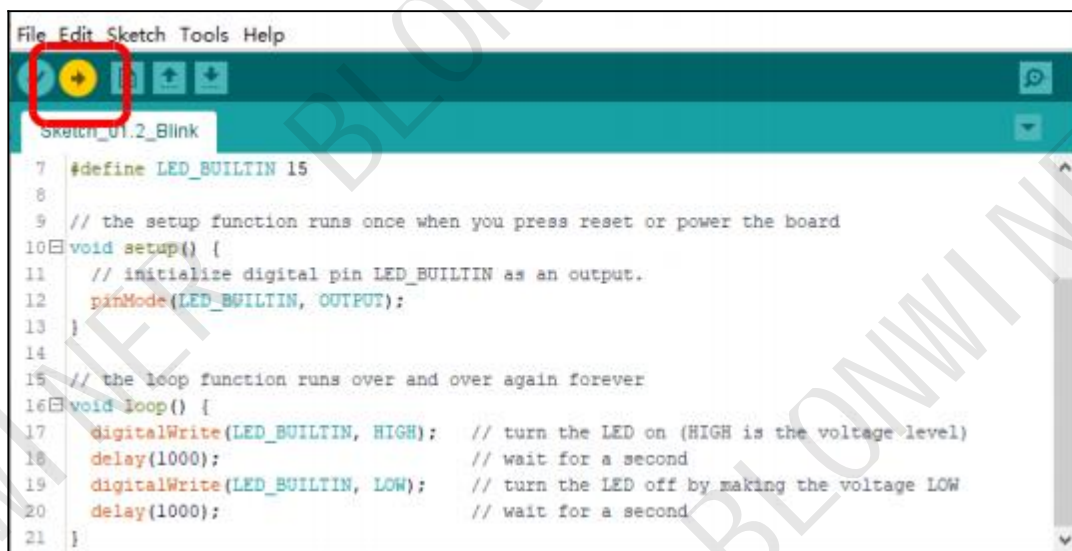 File Edit Sketch Tools Help
Sketch_01.2_Blink
7 #define LED_BUILTIN 15
8
9 // the setup function runs once when you press reset or power the board
10 void setup() {
11 // initialize digital pin LED_BUILTIN as an output.
12 pinMode(LED_BUILTIN, OUTPUT);
13 }
14
15 // the loop function runs over and over again forever
16 void loop() {
17 digitalWrite(LED_BUILTIN, HIGH); // turn the LED on (HIGH is the voltage level)
18 delay(1000); // wait for a second
19 digitalWrite(LED_BUILTIN, LOW); // turn the LED off by making the voltage LOW
20 delay(1000); // wait for a second
21 }